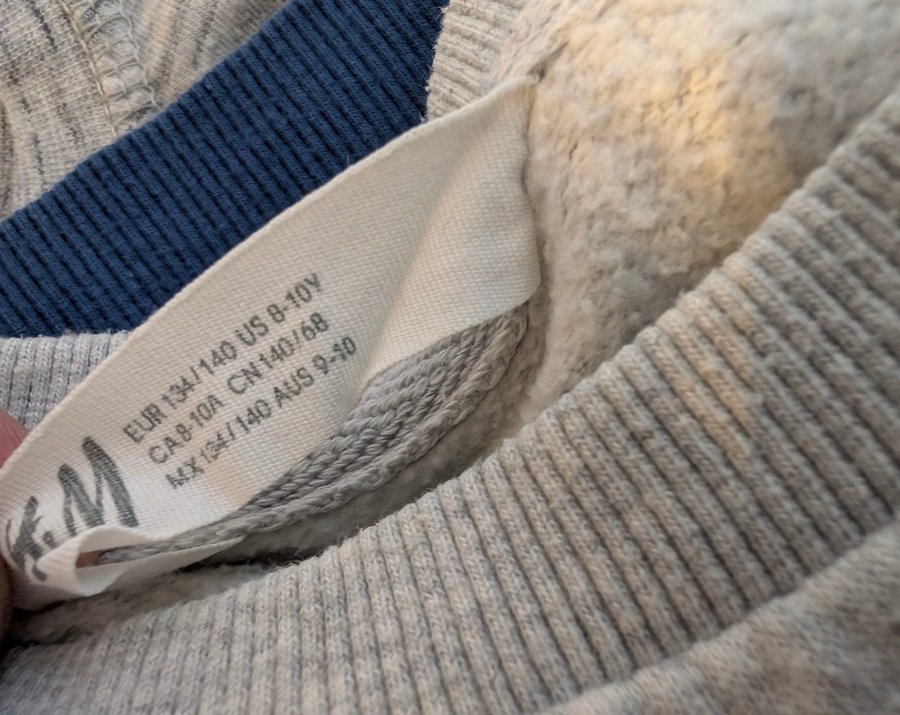 H&M
EUR 134/140 US 8-10Y
CA 8-10A CN 140/68
MX 134/140 AUS 9-10